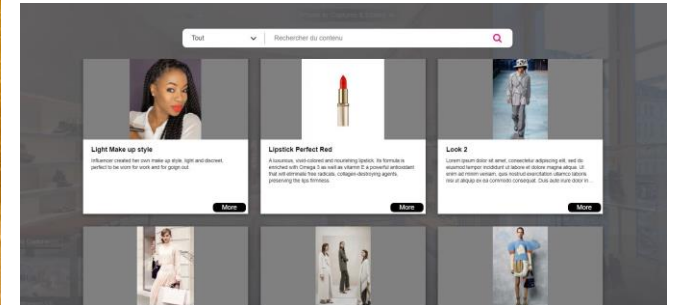 Tout
Rechercher du contenu
Light Make up style
Influencer created her own make up style, light and discreet,
perfect to be worn for work and for goign out
More
Lipstick Perfect Red
A luxurious, vivid-colored and nourishing lipstick. Its formula is
enriched with Omega 3 as well as vitamin E a powerful antioxidant
that will eliminate free radicals, collagen-destroying agents,
preserving the lips firmness.
More
Look 2
Lorem ipsum dolor sit amet, consectetur adipiscing elit, sed do
eiusmod tempor incididunt ut labore et dolore magna aliqua. Ut
enim ad minim veniam, quis nostrud exercitation ullamco laboris
nisi ut aliquip ex ea commodo consequat. Duis aute irure dolor in...
More